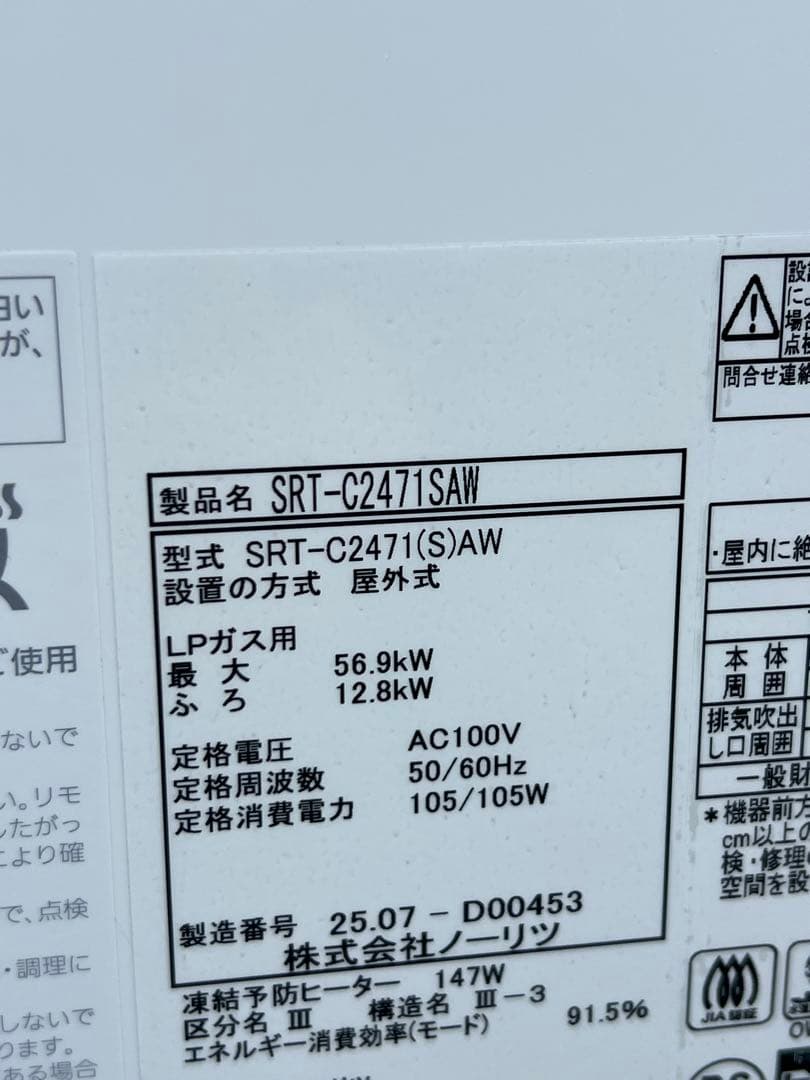 白い
が、
ご使用
ないで
い。リモ
したがっ
により確
で、点検
・調理に
しないで
ります。
ある場合
製品名 SRT-C2471SAW
型式 SRT-C2471(S)AW
設置の方式 屋外式
LPガス用
最大 56.9kW
ふろ 12.8kW
定格電圧 AC100V
定格周波数 50/60Hz
定格消費電力 105/105W
製造番号 25.07-D00453
株式会社ノーリツ
凍結予防ヒーター 147W
区分名 Ⅲ 構造名 Ⅲ-3
エネルギー消費効率(モード) 91.5%
問合せ連絡
・屋内に絶
本体
周囲
排気吹出
し口周囲
一般財
*機器前方
cm以上の
検・修理の
空間を設
JIA 認証